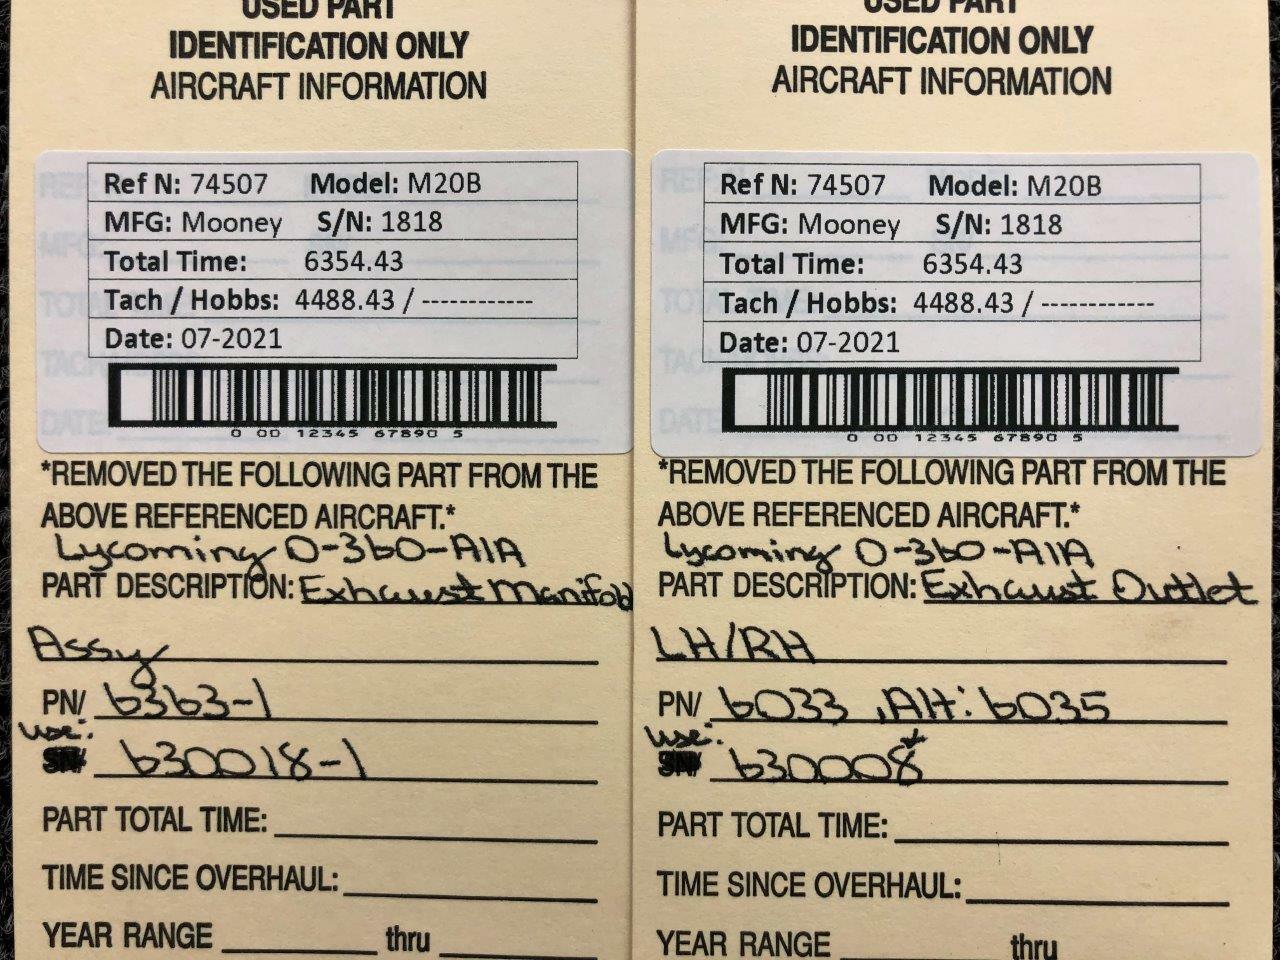 USED PART
IDENTIFICATION ONLY
AIRCRAFT INFORMATION
Ref N: 74507 Model: M20B
MFG: Mooney S/N: 1818
Total Time: 6354.43
Tach / Hobbs: 4488.43 / ------------
Date: 07-2021
0 00 12345 67890 5
*REMOVED THE FOLLOWING PART FROM THE
ABOVE REFERENCED AIRCRAFT.*
Lycoming O-360-A1A
PART DESCRIPTION: Exhaust Manifold
Assy
PN/ 6363-1
use:
SN/ 630018-1
PART TOTAL TIME:
TIME SINCE OVERHAUL:
YEAR RANGE thru
USED PART
IDENTIFICATION ONLY
AIRCRAFT INFORMATION
Ref N: 74507 Model: M20B
MFG: Mooney S/N: 1818
Total Time: 6354.43
Tach / Hobbs: 4488.43 / ------------
Date: 07-2021
0 00 12345 67890 5
*REMOVED THE FOLLOWING PART FROM THE
ABOVE REFERENCED AIRCRAFT.*
Lycoming O-360-A1A
PART DESCRIPTION: Exhaust Outlet
LH/RH
PN/ 6033, Alt: 6035
use:
SN/ 630008*
PART TOTAL TIME:
TIME SINCE OVERHAUL:
YEAR RANGE thru